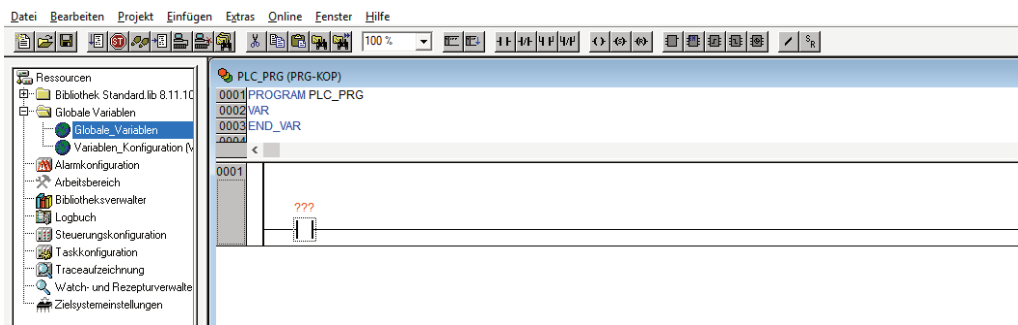 Datei Bearbeiten Projekt Einfügen Extras Online Fenster Hilfe
100 %
Ressourcen
Bibliothek Standard.lib 8.11.10
Globale Variablen
Globale_Variablen
Variablen_Konfiguration (V
Alarmkonfiguration
Arbeitsbereich
Bibliotheksverwalter
Logbuch
Steuerungskonfiguration
Taskkonfiguration
Traceaufzeichnung
Watch- und Rezepturverwalte
Zielsystemeinstellungen
PLC_PRG (PRG-KOP)
0001 PROGRAM PLC_PRG
0002 VAR
0003 END_VAR
0004
0001
???